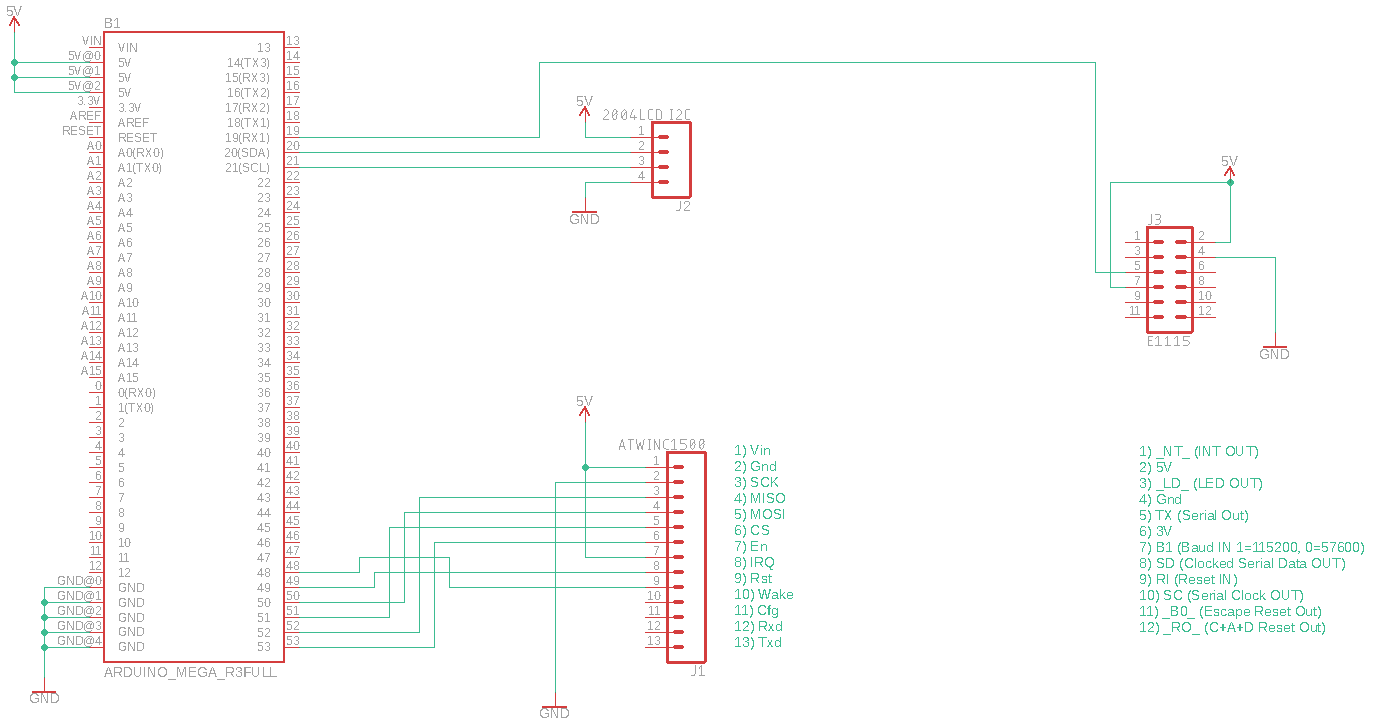 5V
B1
VIN VIN 13 13
5V@0 5V 14(TX3) 14
5V@1 5V 15(RX3) 15
5V@2 5V 16(TX2) 16
3.3V 3.3V 17(RX2) 17
AREF AREF 18(TX1) 18
RESET RESET 19(RX1) 19
A0 A0(RX0) 20(SDA) 20
A1 A1(TX0) 21(SCL) 21
A2 A2 22 22
A3 A3 23 23
A4 A4 24 24
A5 A5 25 25
A6 A6 26 26
A7 A7 27 27
A8 A8 28 28
A9 A9 29 29
A10 A10 30 30
A11 A11 31 31
A12 A12 32 32
A13 A13 33 33
A14 A14 34 34
A15 A15 35 35
0 0(RX0) 36 36
1 1(TX0) 37 37
2 2 38 38
3 3 39 39
4 4 40 40
5 5 41 41
6 6 42 42
7 7 43 43
8 8 44 44
9 9 45 45
10 10 46 46
11 11 47 47
12 12 48 48
GND@0 GND 49 49
GND@1 GND 50 50
GND@2 GND 51 51
GND@3 GND 52 52
GND@4 GND 53 53
ARDUINO_MEGA_R3FULL
GND
5V
2004LCD I2C
1
2
3
4
J2
GND
5V
J3
1 2
3 4
5 6
7 8
9 10
11 12
E1115
GND
5V
ATWINC1500
1
2
3
4
5
6
7
8
9
10
11
12
13
J1
GND
1) Vin
2) Gnd
3) SCK
4) MISO
5) MOSI
6) CS
7) En
8) IRQ
9) Rst
10) Wake
11) Cfg
12) Rxd
13) Txd
1) _NT_ (INT OUT)
2) 5V
3) _LD_ (LED OUT)
4) Gnd
5) TX (Serial Out)
6) 3V
7) B1 (Baud IN 1=115200, 0=57600)
8) SD (Clocked Serial Data OUT)
9) RI (Reset IN)
10) SC (Serial Clock OUT)
11) _B0_ (Escape Reset Out)
12) _RO_ (C+A+D Reset Out)